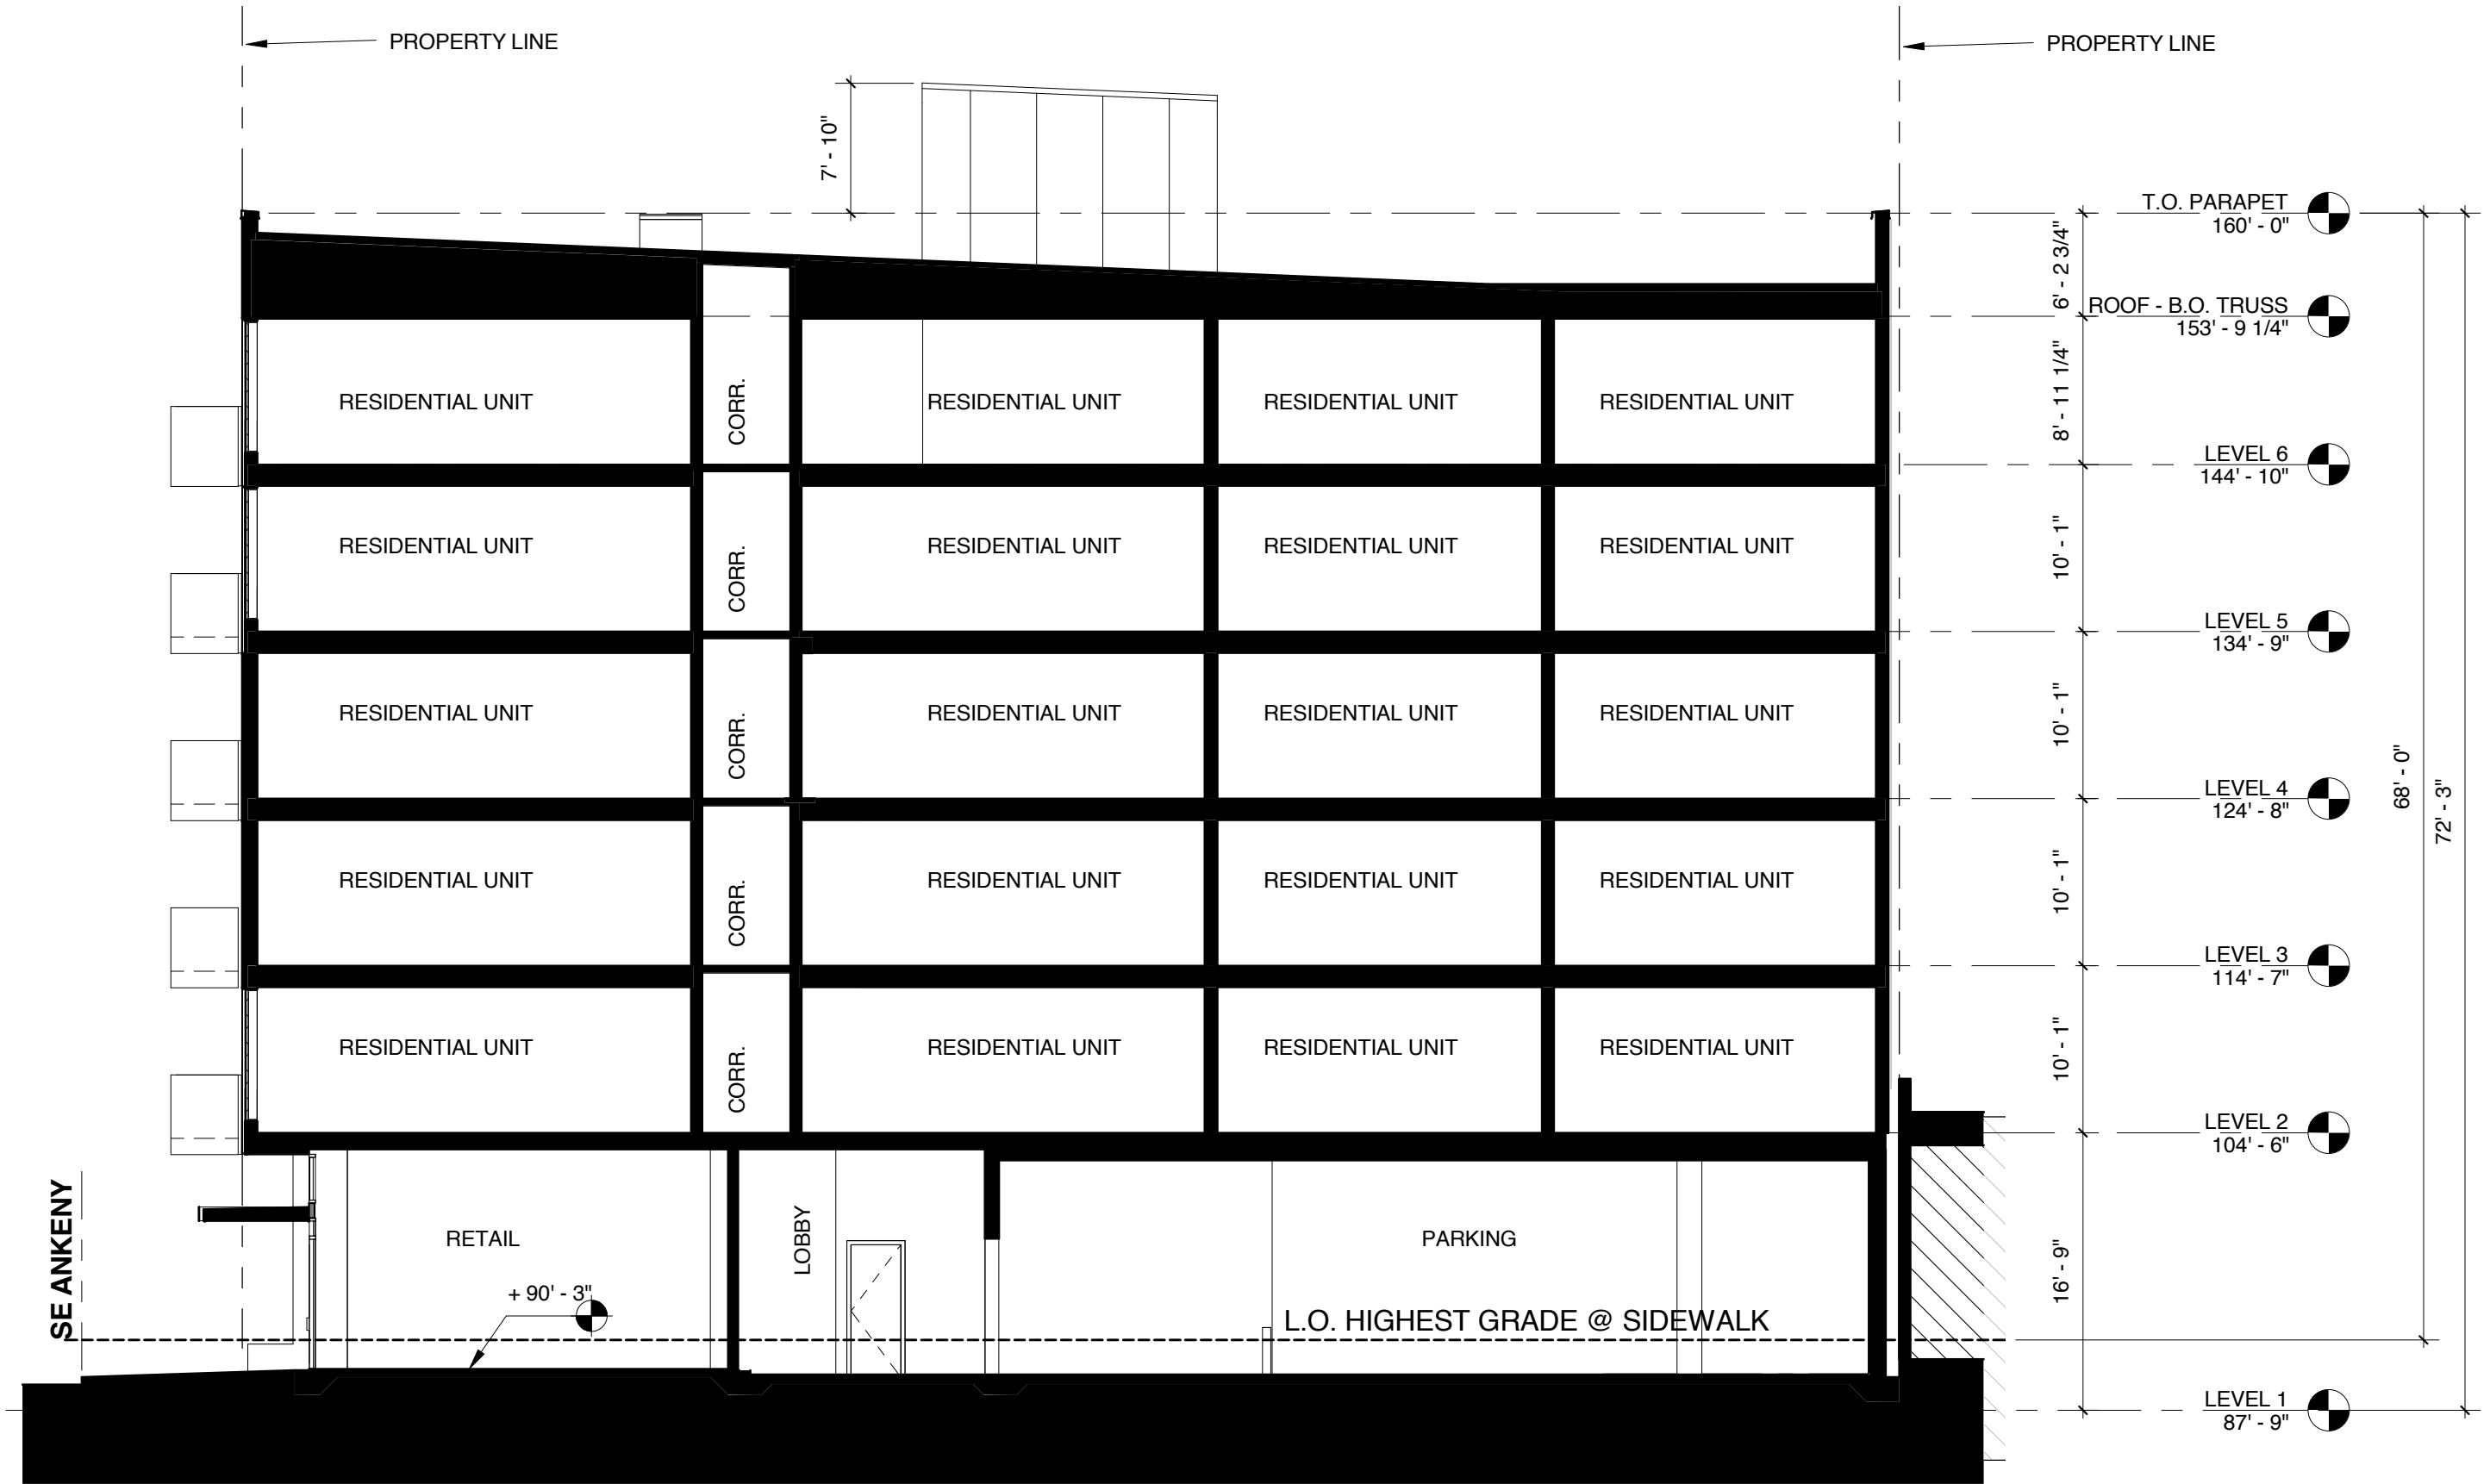 PROPERTY LINE
PROPERTY LINE
7' - 10"
T.O. PARAPET
160' - 0"
6' - 2 3/4"
ROOF - B.O. TRUSS
153' - 9 1/4"
8' - 11 1/4"
RESIDENTIAL UNIT
CORR.
RESIDENTIAL UNIT
RESIDENTIAL UNIT
RESIDENTIAL UNIT
LEVEL 6
144' - 10"
10' - 1"
RESIDENTIAL UNIT
CORR.
RESIDENTIAL UNIT
RESIDENTIAL UNIT
RESIDENTIAL UNIT
LEVEL 5
134' - 9"
10' - 1"
RESIDENTIAL UNIT
CORR.
RESIDENTIAL UNIT
RESIDENTIAL UNIT
RESIDENTIAL UNIT
68' - 0"
72' - 3"
LEVEL 4
124' - 8"
10' - 1"
RESIDENTIAL UNIT
CORR.
RESIDENTIAL UNIT
RESIDENTIAL UNIT
RESIDENTIAL UNIT
LEVEL 3
114' - 7"
10' - 1"
RESIDENTIAL UNIT
CORR.
RESIDENTIAL UNIT
RESIDENTIAL UNIT
RESIDENTIAL UNIT
LEVEL 2
104' - 6"
SE ANKENY
RETAIL
LOBBY
PARKING
16' - 9"
+ 90' - 3"
L.O. HIGHEST GRADE @ SIDEWALK
LEVEL 1
87' - 9"